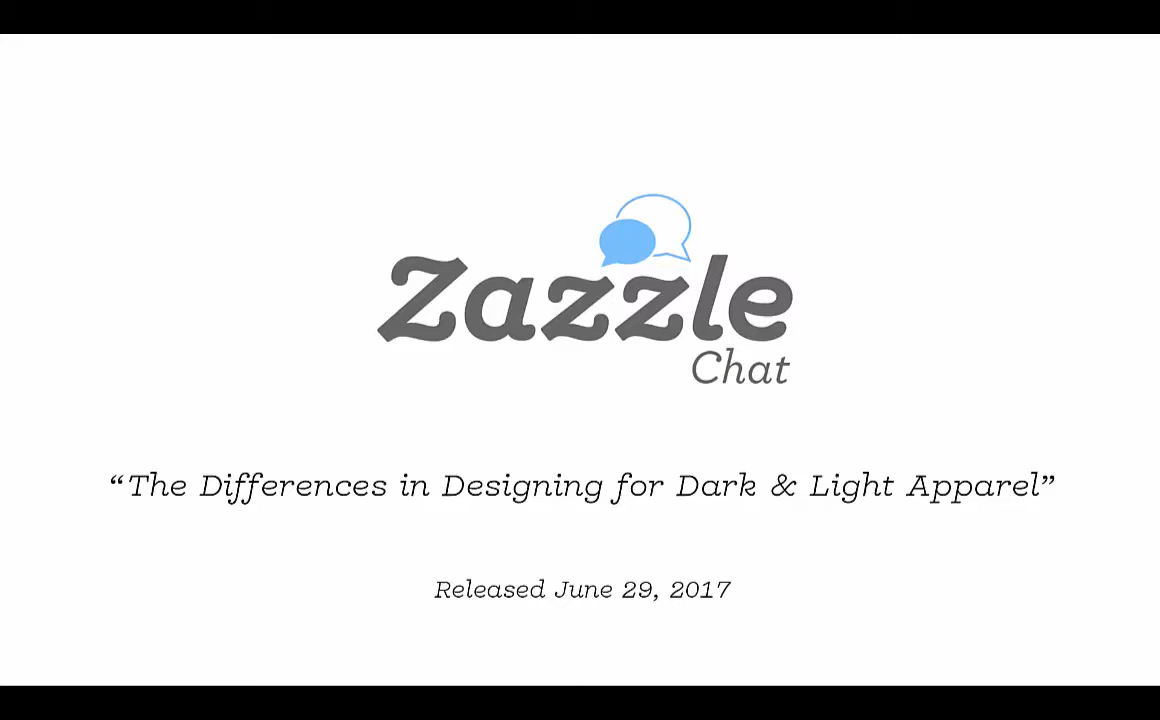 Zazzle
Chat
“The Differences in Designing for Dark & Light Apparel”
Released June 29, 2017